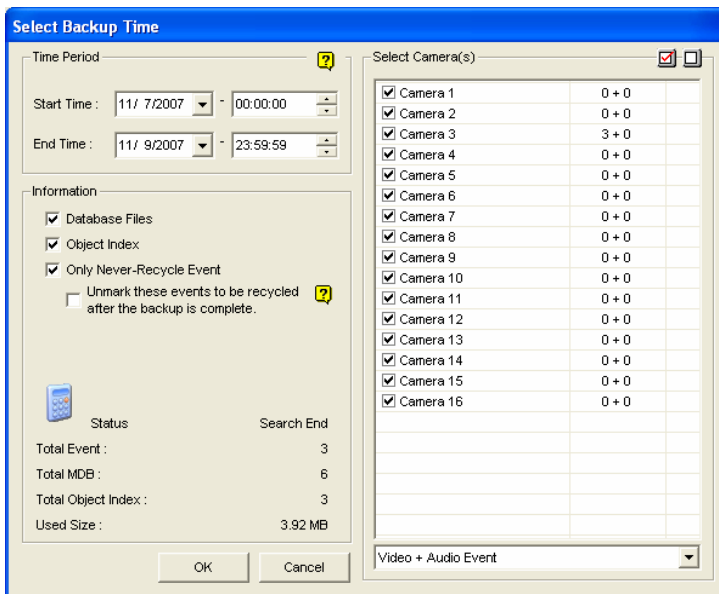 Select Backup Time
Time Period
Start Time : 11/ 7/2007 - 00:00:00
End Time : 11/ 9/2007 - 23:59:59
Information
Database Files
Object Index
Only Never-Recycle Event
Unmark these events to be recycled
after the backup is complete.
Status Search End
Total Event : 3
Total MDB : 6
Total Object Index : 3
Used Size : 3.92 MB
OK Cancel
Select Camera(s)
Camera 1 0 + 0
Camera 2 0 + 0
Camera 3 3 + 0
Camera 4 0 + 0
Camera 5 0 + 0
Camera 6 0 + 0
Camera 7 0 + 0
Camera 8 0 + 0
Camera 9 0 + 0
Camera 10 0 + 0
Camera 11 0 + 0
Camera 12 0 + 0
Camera 13 0 + 0
Camera 14 0 + 0
Camera 15 0 + 0
Camera 16 0 + 0
Video + Audio Event